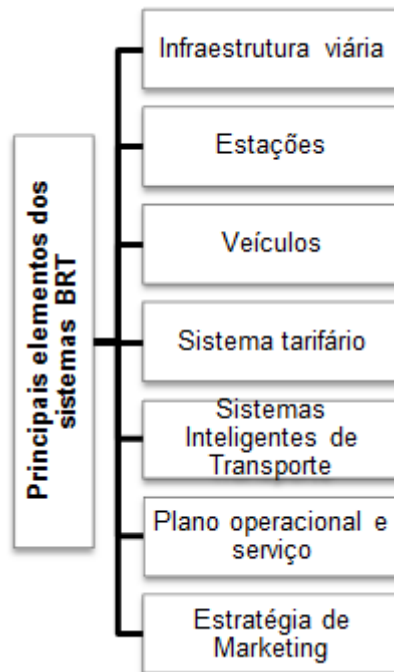 Principais elementos dos
sistemas BRT
Infraestrutura viária
Estações
Veículos
Sistema tarifário
Sistemas
Inteligentes de
Transporte
Plano operacional e
serviço
Estratégia de
Marketing